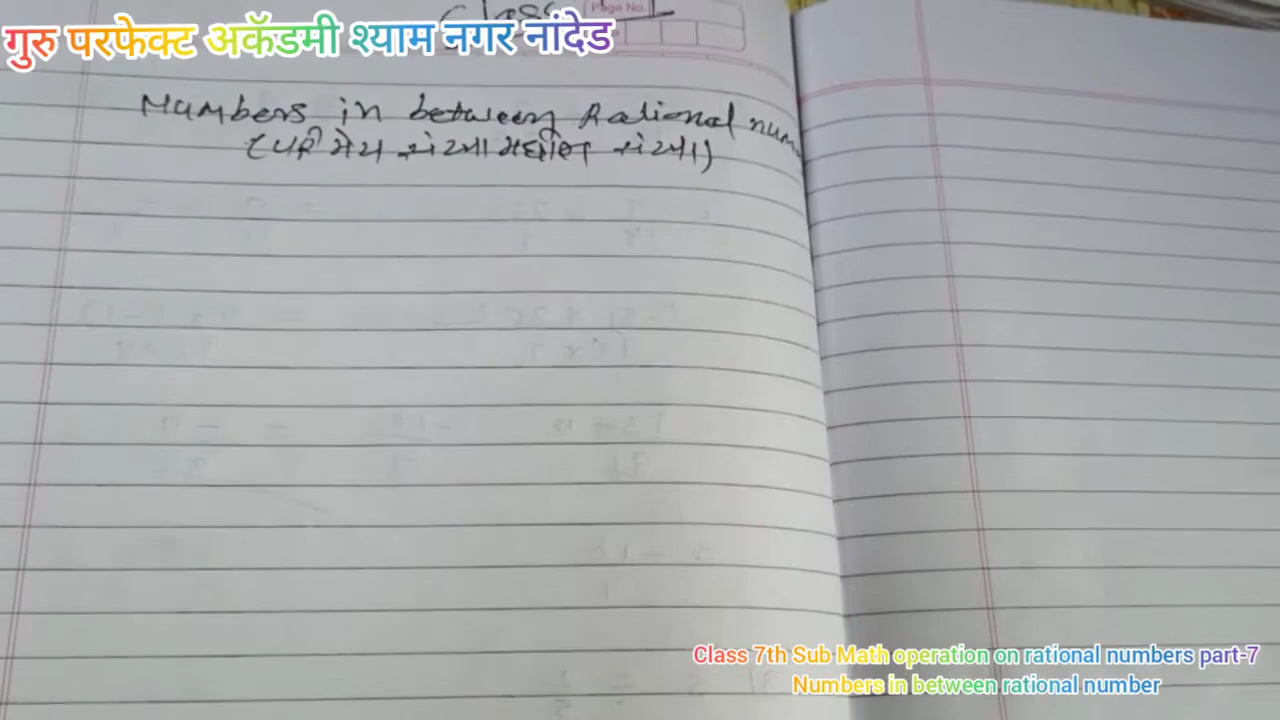 Class
Page No.
गुरु परफेक्ट अकॅडमी श्याम नगर नांदेड
Numbers in between Rational num
(परिमेय संख्या मधील संख्या)
Class 7th Sub Math operation on rational numbers part-7
Numbers in between rational number